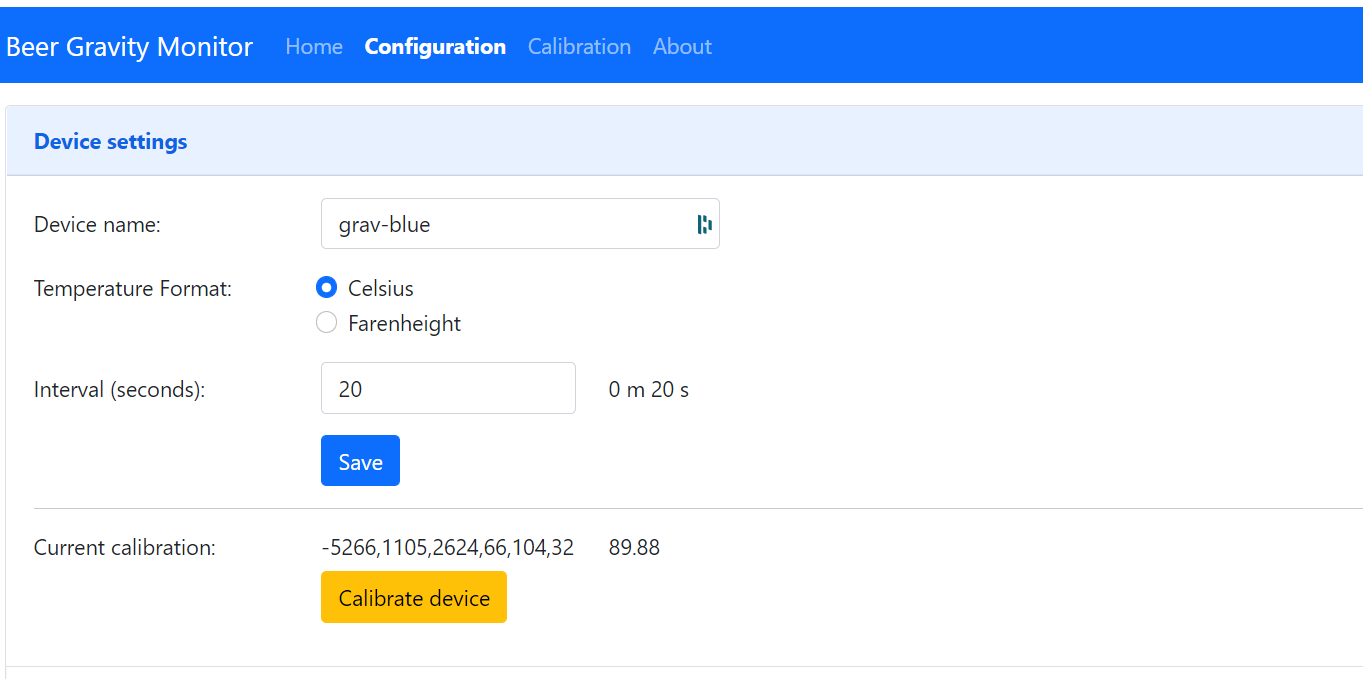 Beer Gravity Monitor Home Configuration Calibration About
Device settings
Device name: grav-blue
Temperature Format: Celsius
Farenheight
Interval (seconds): 20 0 m 20 s
Save
Current calibration: -5266,1105,2624,66,104,32 89.88
Calibrate device